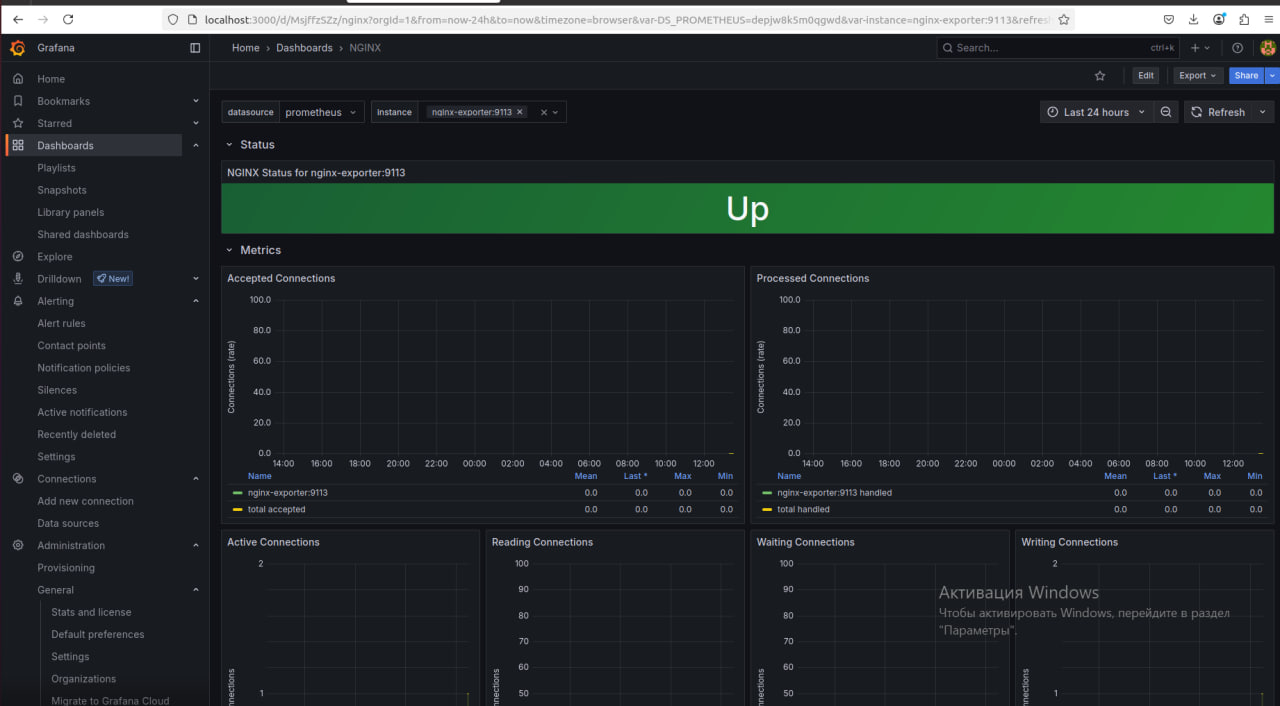 localhost:3000/d/MsjffzSZz/nginx?orgId=1&from=now-24h&to=now&timezone=browser&var-DS_PROMETHEUS=depjw8k5m0qgwd&var-instance=nginx-exporter:9113&refres
Grafana
Home › Dashboards › NGINX
Search... ctrl+k
Edit Export Share
Home
Bookmarks
Starred
Dashboards
Playlists
Snapshots
Library panels
Shared dashboards
Explore
Drilldown New!
Alerting
Alert rules
Contact points
Notification policies
Silences
Active notifications
Recently deleted
Settings
Connections
Add new connection
Data sources
Administration
Provisioning
General
Stats and license
Default preferences
Settings
Organizations
Migrate to Grafana Cloud
datasource prometheus Instance nginx-exporter:9113
Last 24 hours Refresh
Status
NGINX Status for nginx-exporter:9113
Up
Metrics
Accepted Connections
Connections (rate)
100.0
80.0
60.0
40.0
20.0
0.0
14:00 16:00 18:00 20:00 22:00 00:00 02:00 04:00 06:00 08:00 10:00 12:00
Name Mean Last * Max Min
nginx-exporter:9113 0.0 0.0 0.0 0.0
total accepted 0.0 0.0 0.0 0.0
Processed Connections
Connections (rate)
100.0
80.0
60.0
40.0
20.0
0.0
14:00 16:00 18:00 20:00 22:00 00:00 02:00 04:00 06:00 08:00 10:00 12:00
Name Mean Last * Max Min
nginx-exporter:9113 handled 0.0 0.0 0.0 0.0
total handled 0.0 0.0 0.0 0.0
Active Connections
2
1
nnections
Reading Connections
100
90
80
70
60
50
nnections
Waiting Connections
100
90
80
70
60
50
nnections
Writing Connections
2
1
nnections
Активация Windows
Чтобы активировать Windows, перейдите в раздел
"Параметры".